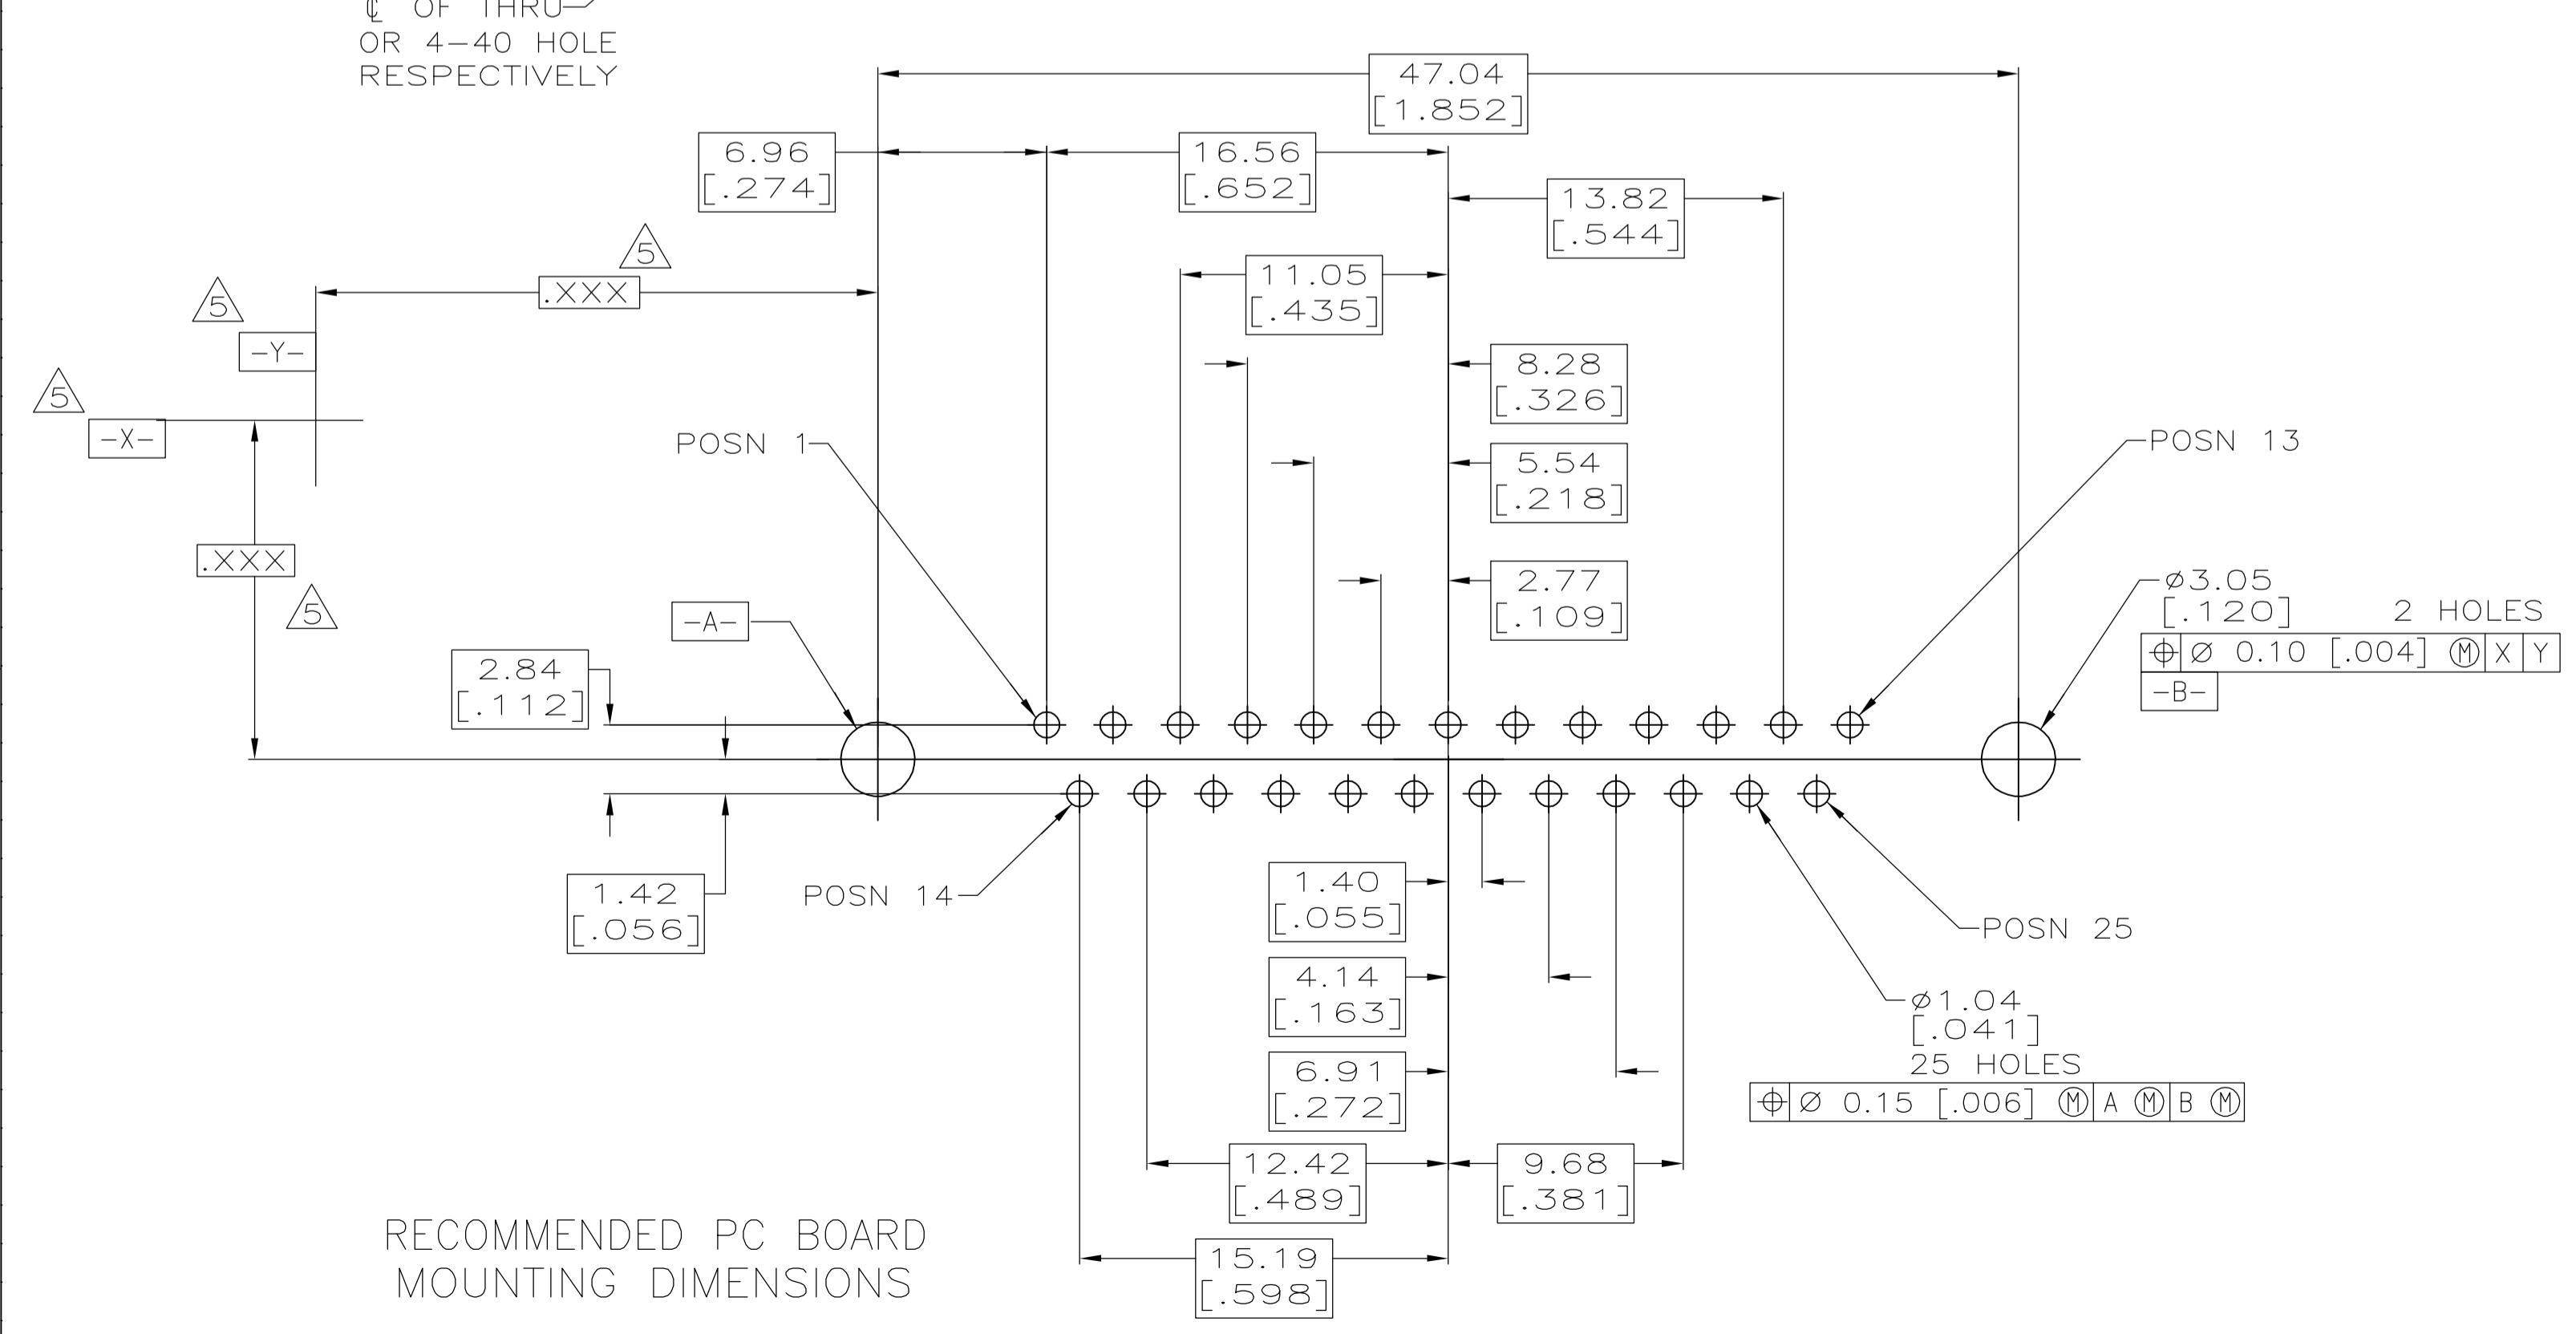 ℄ OF THRU
OR 4-40 HOLE
RESPECTIVELY
47.04
[1.852]
6.96
[.274]
16.56
[.652]
13.82
[.544]
11.05
[.435]
5
.XXX
5
-Y-
5
-X-
8.28
[.326]
5.54
[.218]
2.77
[.109]
POSN 1
POSN 13
.XXX
5
-A-
2.84
[.112]
⌀3.05
[.120] 2 HOLES
⌖ ⌀ 0.10 [.004] Ⓜ X Y
-B-
1.42
[.056]
POSN 14
1.40
[.055]
4.14
[.163]
6.91
[.272]
POSN 25
⌀1.04
[.041]
25 HOLES
⌖ ⌀ 0.15 [.006] Ⓜ A Ⓜ B Ⓜ
12.42
[.489]
9.68
[.381]
15.19
[.598]
RECOMMENDED PC BOARD
MOUNTING DIMENSIONS